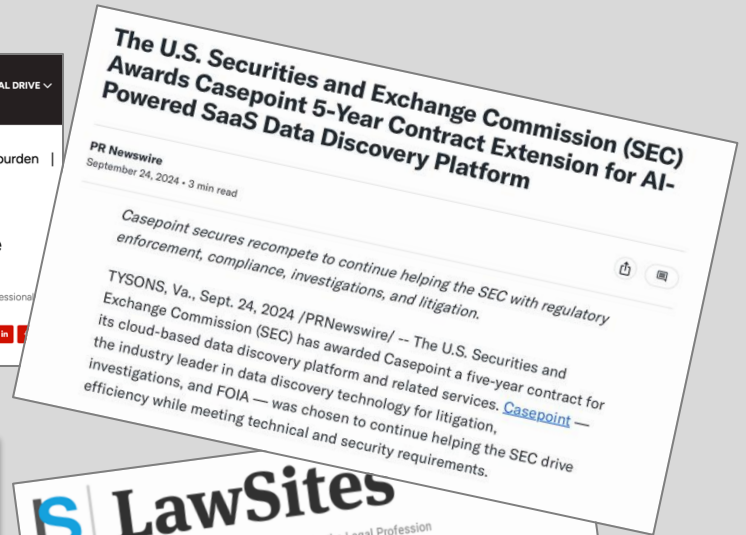 AL DRIVE
ourden |
The U.S. Securities and Exchange Commission (SEC)
Awards Casepoint 5-Year Contract Extension for AI-
Powered SaaS Data Discovery Platform
PR Newswire
September 24, 2024 • 3 min read
Casepoint secures recompete to continue helping the SEC with regulatory
enforcement, compliance, investigations, and litigation.
TYSONS, Va., Sept. 24, 2024 /PRNewswire/ -- The U.S. Securities and
Exchange Commission (SEC) has awarded Casepoint a five-year contract for
its cloud-based data discovery platform and related services. Casepoint —
the industry leader in data discovery technology for litigation,
investigations, and FOIA — was chosen to continue helping the SEC drive
efficiency while meeting technical and security requirements.
essional
in
LawSites
Legal Profession